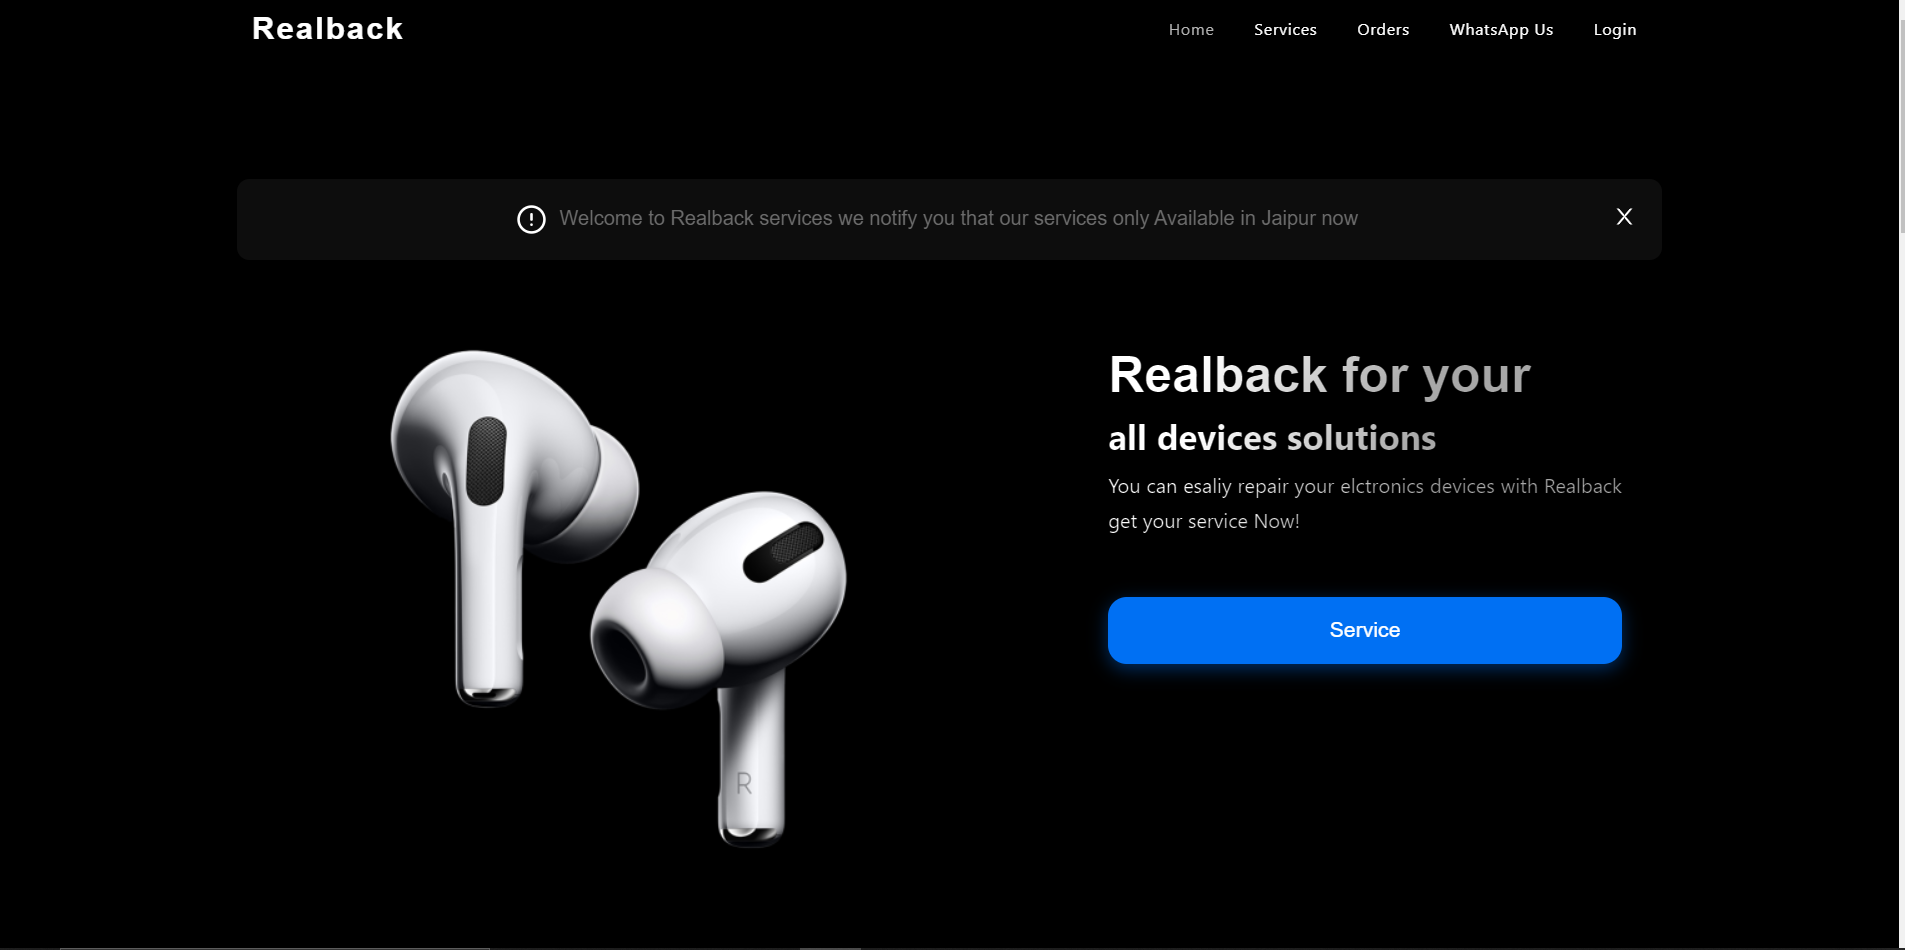 Realback
Home Services Orders WhatsApp Us Login
Welcome to Realback services we notify you that our services only Available in Jaipur now
Realback for your
all devices solutions
You can esaliy repair your elctronics devices with Realback
get your service Now!
Service
R